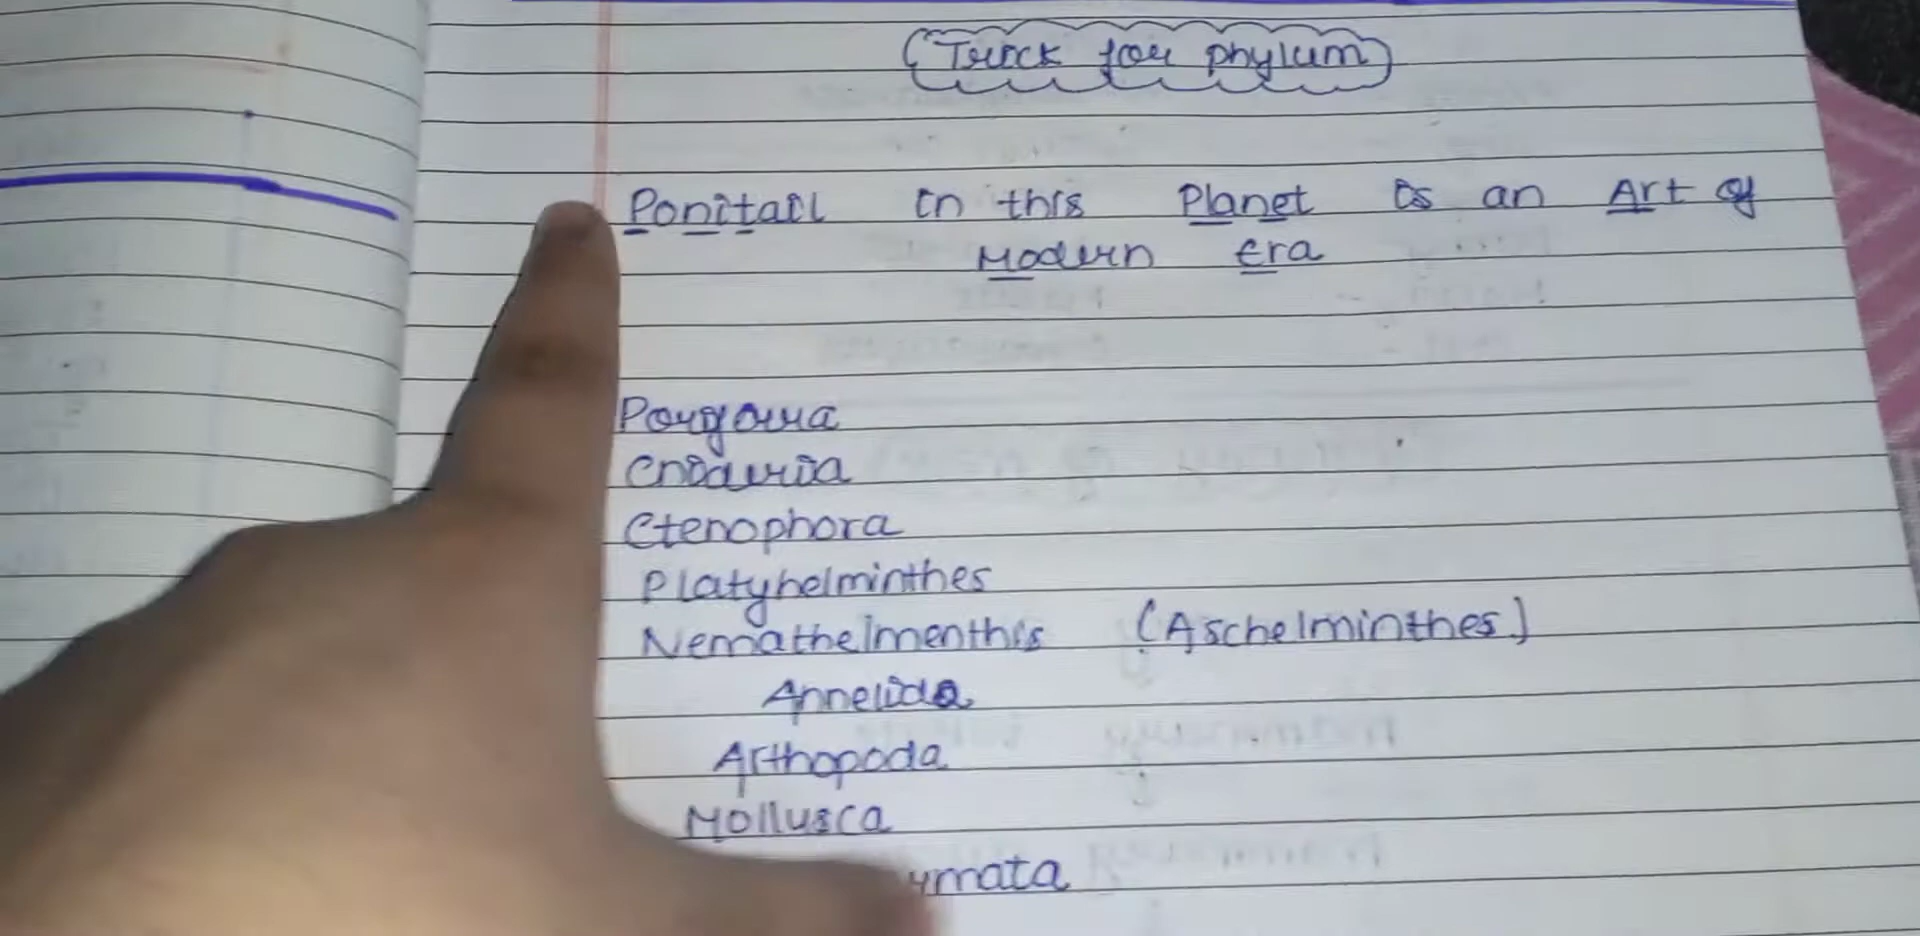 Trick for phylum
Ponitail in this Planet is an Art of
Modern Era
Porifora
Cnidaria
Ctenophora
Platyhelminthes
Nemathelmenthis (Aschelminthes)
Annelida
Arthopoda
Mollusca